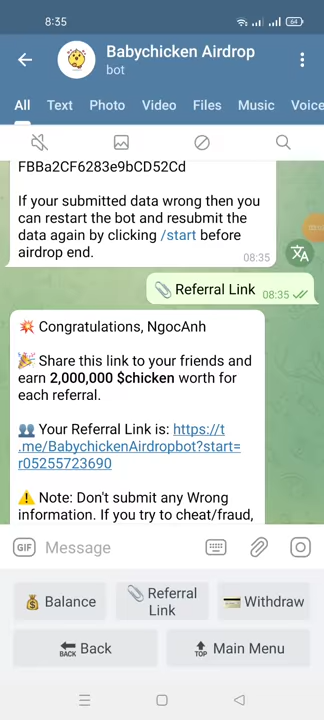 8:35
64
Babychicken Airdrop
bot
All Text Photo Video Files Music Voice
FBBa2CF6283e9bCD52Cd
If your submitted data wrong then you
can restart the bot and resubmit the
data again by clicking /start before
airdrop end.
08:35
Referral Link 08:35
Congratulations, NgocAnh
Share this link to your friends and
earn 2,000,000 $chicken worth for
each referral.
Your Referral Link is: https://t
.me/BabychickenAirdropbot?start=
r05255723690
Note: Don't submit any Wrong
information. If you try to cheat/fraud,
GIF Message
Balance
Referral
Link
Withdraw
BACK Back
TOP Main Menu